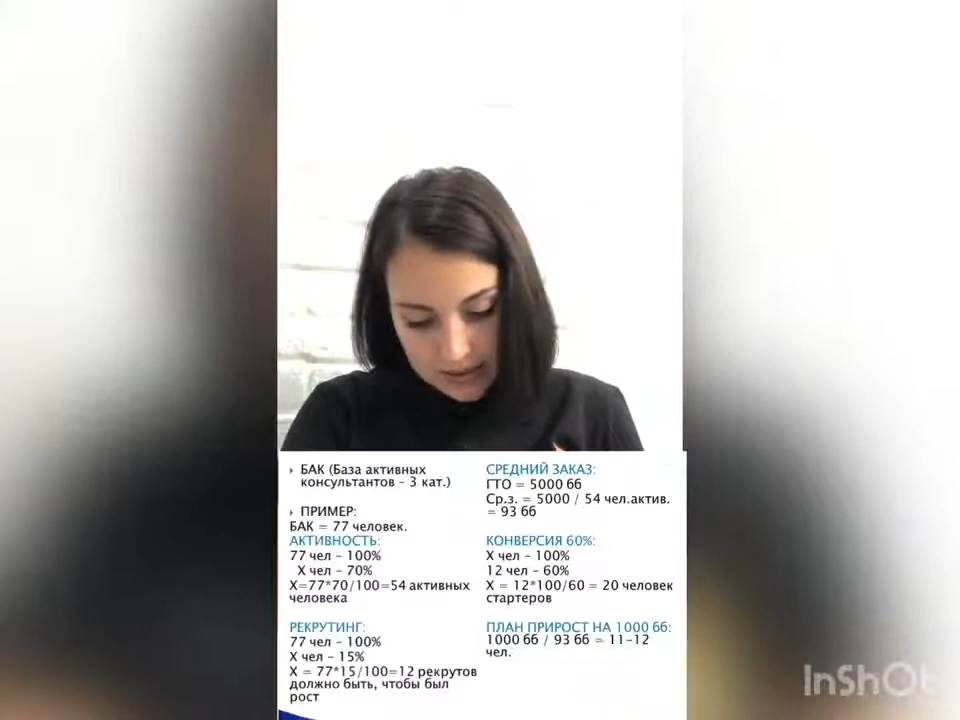 БАК (База активных
консультантов – 3 кат.)
ПРИМЕР:
БАК = 77 человек.
АКТИВНОСТЬ:
77 чел – 100%
Х чел – 70%
Х=77*70/100=54 активных
человека
РЕКРУТИНГ:
77 чел – 100%
Х чел – 15%
Х = 77*15/100=12 рекрутов
должно быть, чтобы был
рост
СРЕДНИЙ ЗАКАЗ:
ГТО = 5000 бб
Ср.з. = 5000 / 54 чел.актив.
= 93 бб
КОНВЕРСИЯ 60%:
Х чел – 100%
12 чел – 60%
Х = 12*100/60 = 20 человек
стартеров
ПЛАН ПРИРОСТ НА 1000 бб:
1000 бб / 93 бб = 11-12
чел.
InShOt